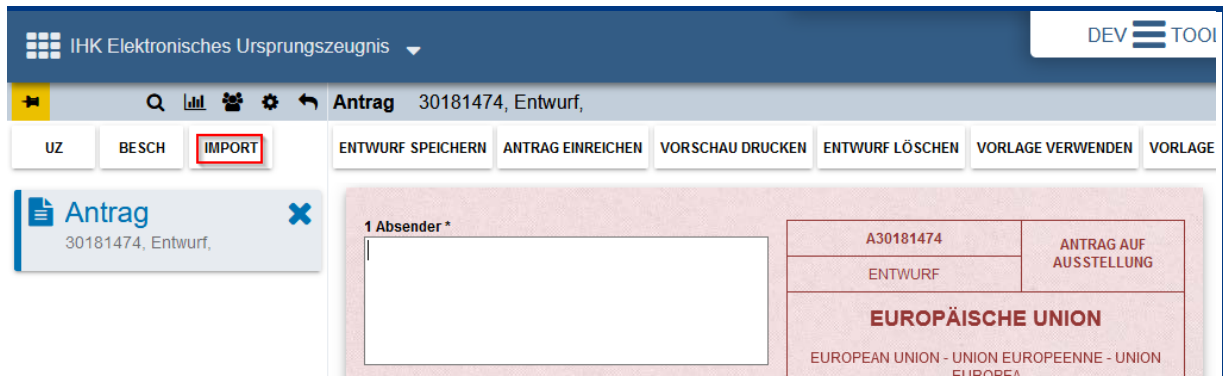 IHK Elektronisches Ursprungszeugnis
DEV TOOL
Antrag 30181474, Entwurf,
UZ BESCH IMPORT ENTWURF SPEICHERN ANTRAG EINREICHEN VORSCHAU DRUCKEN ENTWURF LÖSCHEN VORLAGE VERWENDEN VORLAGE
Antrag
30181474, Entwurf,
1 Absender *
A30181474
ENTWURF
ANTRAG AUF
AUSSTELLUNG
EUROPÄISCHE UNION
EUROPEAN UNION - UNION EUROPEENNE - UNION
EUROPEA